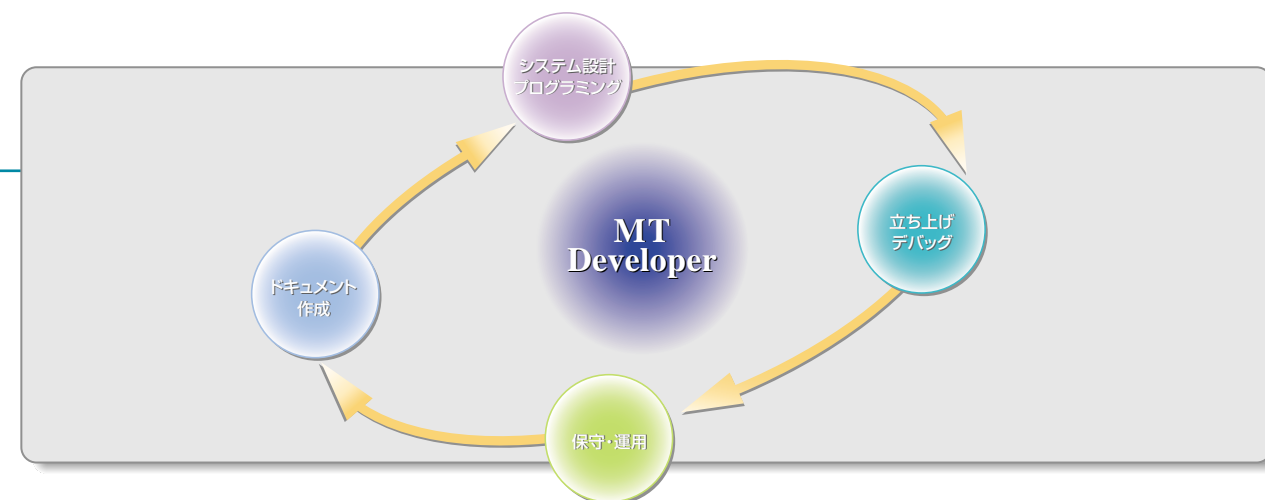 システム設計
プログラミング
MT
Developer
立ち上げ
デバッグ
ドキュメント
作成
保守・運用